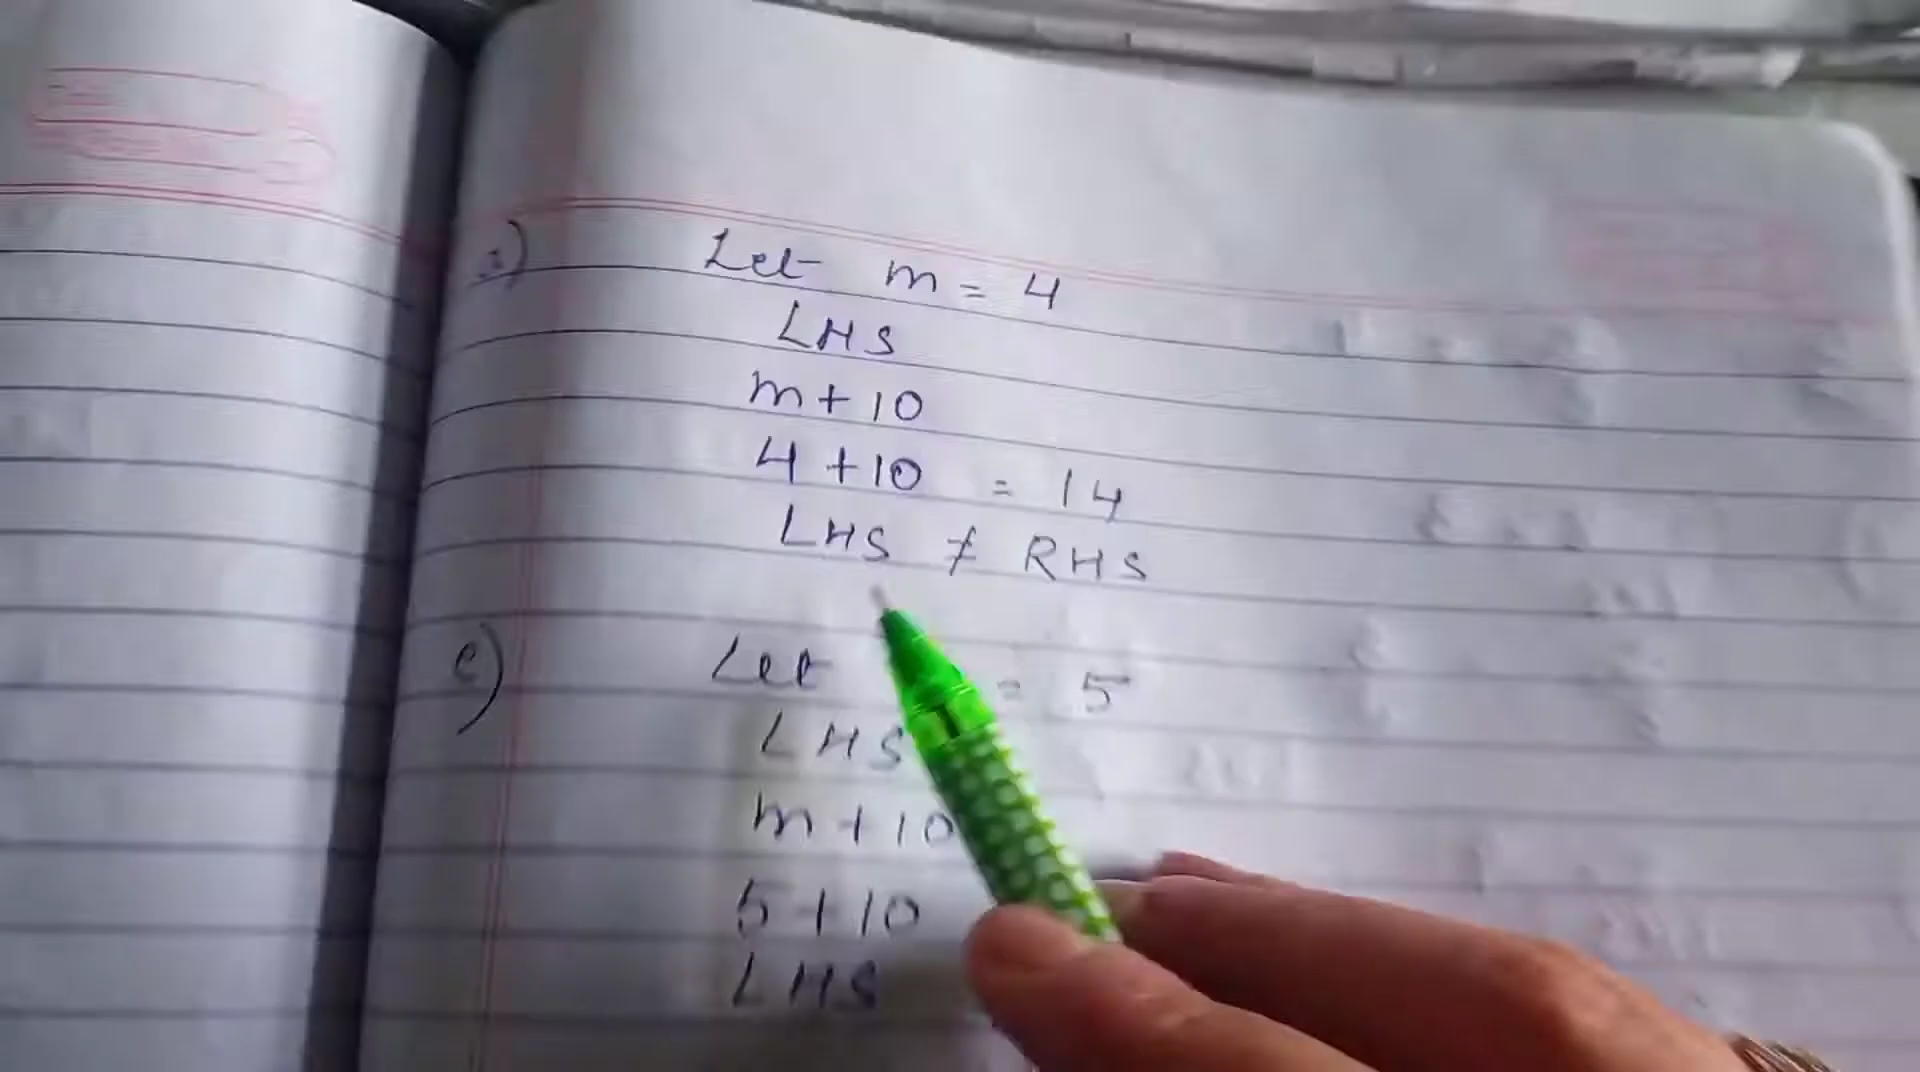 Let m = 4
LHS
m+10
4+10 = 14
LHS ≠ RHS
e) Let = 5
LHS
m+10
5+10
LHS